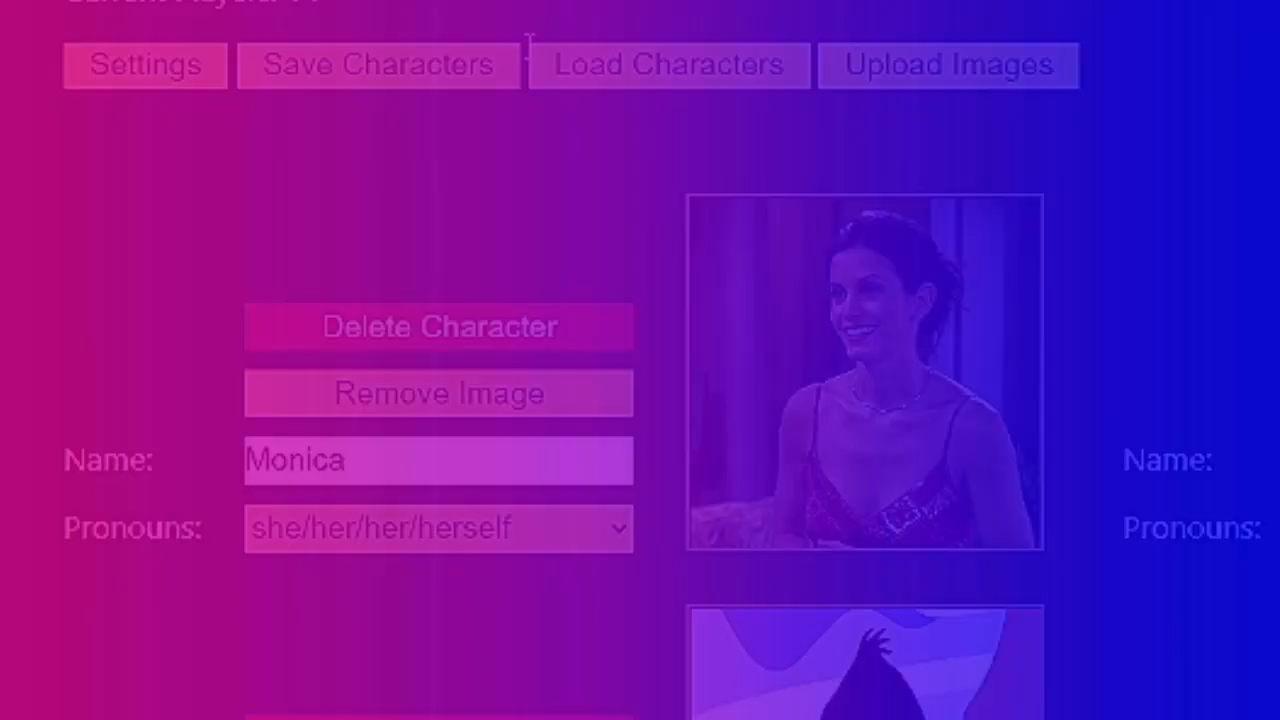 Settings Save Characters Load Characters Upload Images
Delete Character
Remove Image
Name: Monica Name:
Pronouns: she/her/her/herself Pronouns: